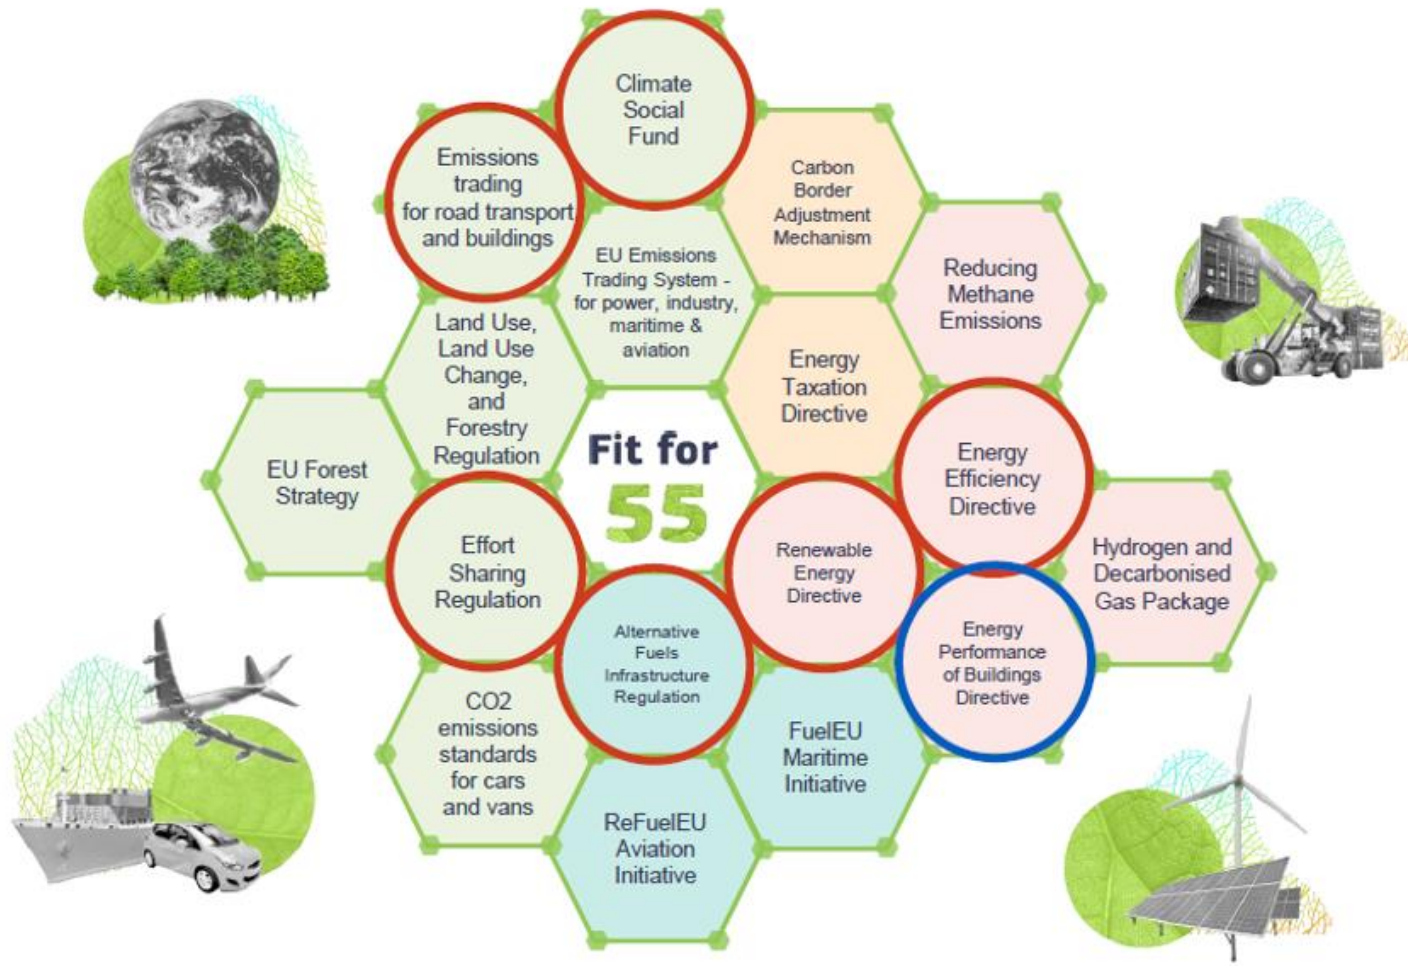 Climate
Social
Fund
Emissions
trading
for road transport
and buildings
Carbon
Border
Adjustment
Mechanism
EU Emissions
Trading System -
for power, industry,
maritime &
aviation
Reducing
Methane
Emissions
Land Use,
Land Use
Change,
and
Forestry
Regulation
Energy
Taxation
Directive
EU Forest
Strategy
Fit for
55
Energy
Efficiency
Directive
Effort
Sharing
Regulation
Renewable
Energy
Directive
Hydrogen and
Decarbonised
Gas Package
Alternative
Fuels
Infrastructure
Regulation
Energy
Performance
of Buildings
Directive
CO2
emissions
standards
for cars
and vans
FuelEU
Maritime
Initiative
ReFuelEU
Aviation
Initiative